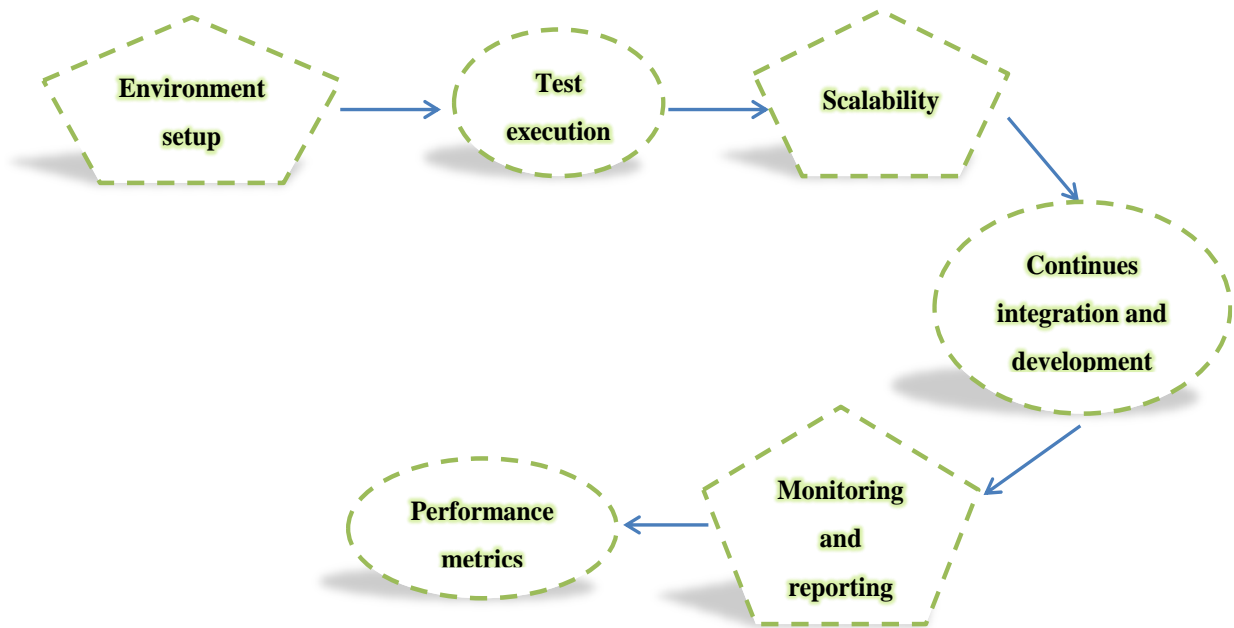 Environment
setup
Test
execution
Scalability
Continues
integration and
development
Monitoring
and
reporting
Performance
metrics